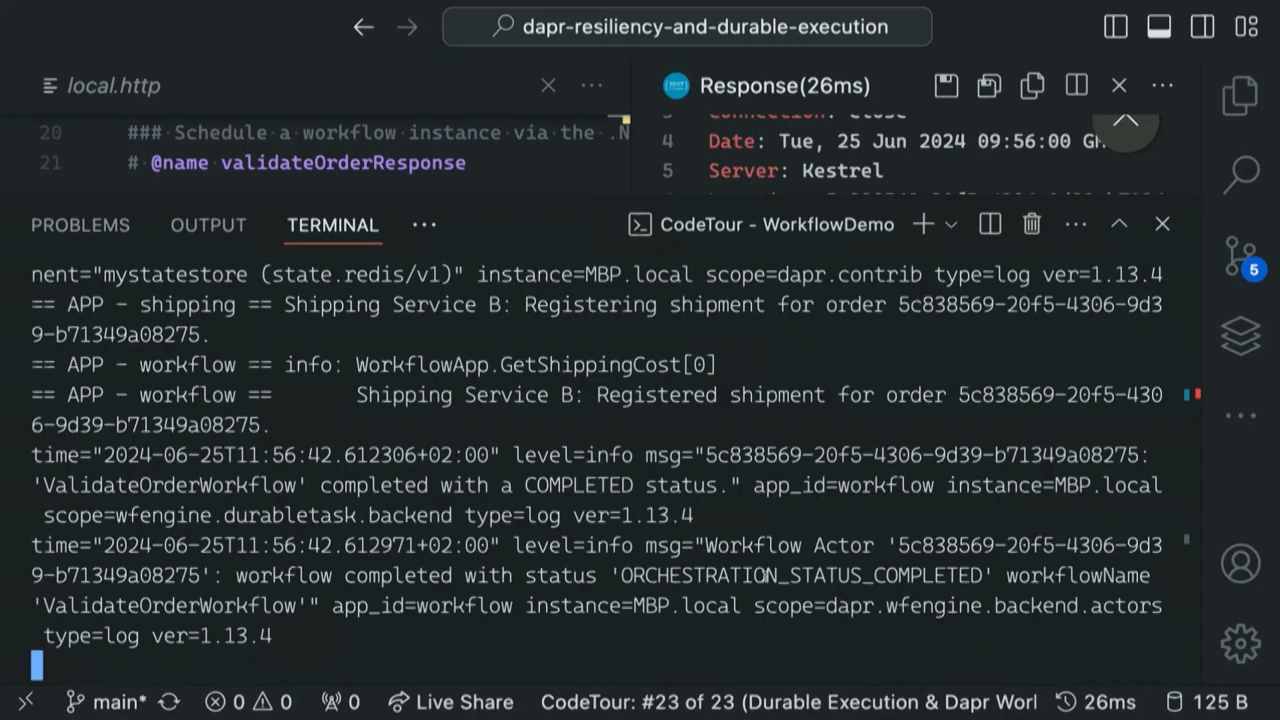 dapr-resiliency-and-durable-execution
local.http
Response(26ms)
20 ### Schedule a workflow instance via the .N
21 # @name validateOrderResponse
3 Connection: close
4 Date: Tue, 25 Jun 2024 09:56:00 GM
5 Server: Kestrel
PROBLEMS OUTPUT TERMINAL ··· CodeTour - WorkflowDemo
nent="mystatestore (state.redis/v1)" instance=MBP.local scope=dapr.contrib type=log ver=1.13.4
== APP - shipping == Shipping Service B: Registering shipment for order 5c838569-20f5-4306-9d3
9-b71349a08275.
== APP - workflow == info: WorkflowApp.GetShippingCost[0]
== APP - workflow ==       Shipping Service B: Registered shipment for order 5c838569-20f5-430
6-9d39-b71349a08275.
time="2024-06-25T11:56:42.612306+02:00" level=info msg="5c838569-20f5-4306-9d39-b71349a08275:
'ValidateOrderWorkflow' completed with a COMPLETED status." app_id=workflow instance=MBP.local
scope=wfengine.durabletask.backend type=log ver=1.13.4
time="2024-06-25T11:56:42.612971+02:00" level=info msg="Workflow Actor '5c838569-20f5-4306-9d3
9-b71349a08275': workflow completed with status 'ORCHESTRATION_STATUS_COMPLETED' workflowName
'ValidateOrderWorkflow'" app_id=workflow instance=MBP.local scope=dapr.wfengine.backend.actors
type=log ver=1.13.4
5
main* 0 0 0 Live Share CodeTour: #23 of 23 (Durable Execution & Dapr Worl 26ms 125 B